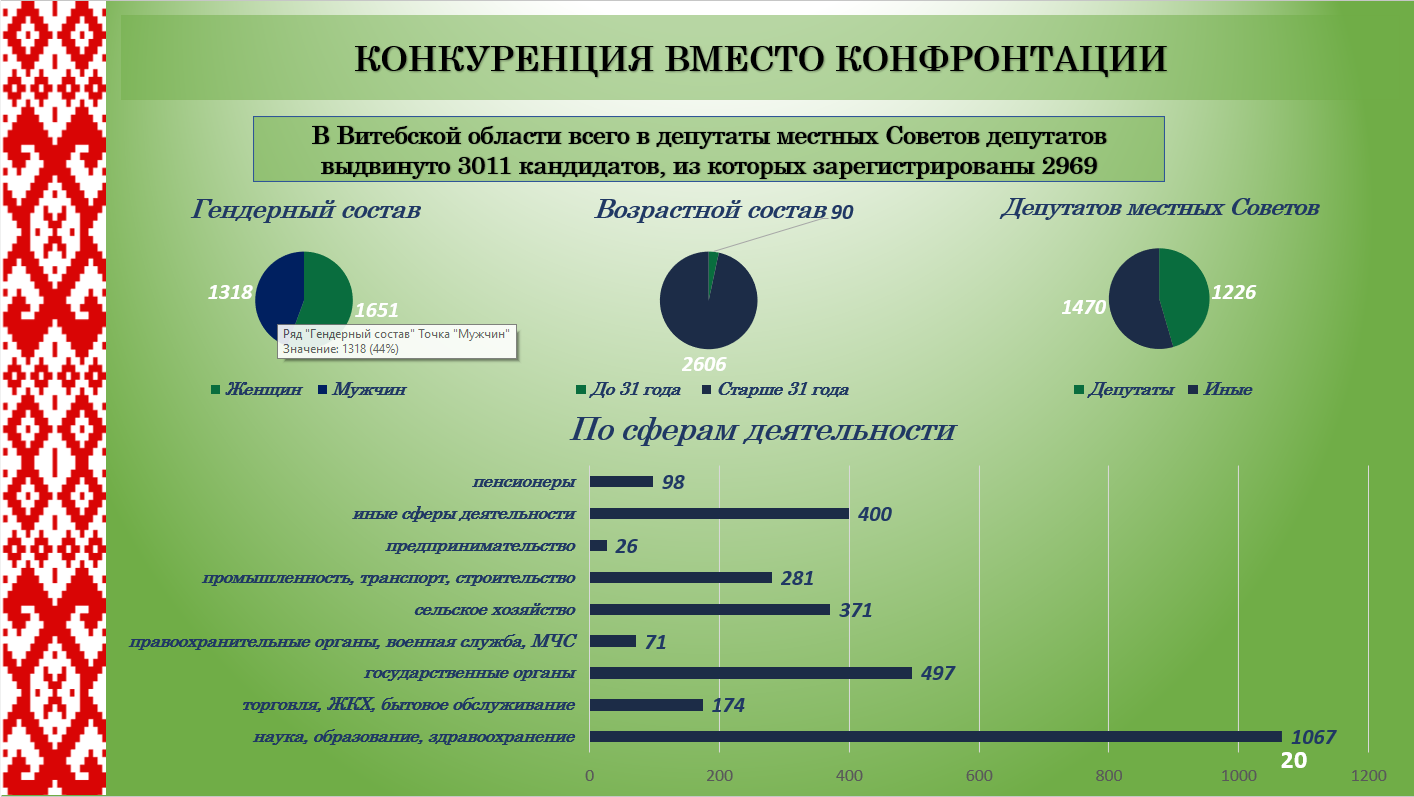 КОНКУРЕНЦИЯ ВМЕСТО КОНФРОНТАЦИИ
В Витебской области всего в депутаты местных Советов депутатов
выдвинуто 3011 кандидатов, из которых зарегистрированы 2969
Гендерный состав
1318
1651
Ряд "Гендерный состав" Точка "Мужчин"
Значение: 1318 (44%)
Женщин Мужчин
Возрастной состав
90
2606
До 31 года Старше 31 года
Депутатов местных Советов
1470
1226
Депутаты Иные
По сферам деятельности
пенсионеры 98
иные сферы деятельности 400
предпринимательство 26
промышленность, транспорт, строительство 281
сельское хозяйство 371
правоохранительные органы, военная служба, МЧС 71
государственные органы 497
торговля, ЖКХ, бытовое обслуживание 174
наука, образование, здравоохранение 1067
20
0 200 400 600 800 1000 1200